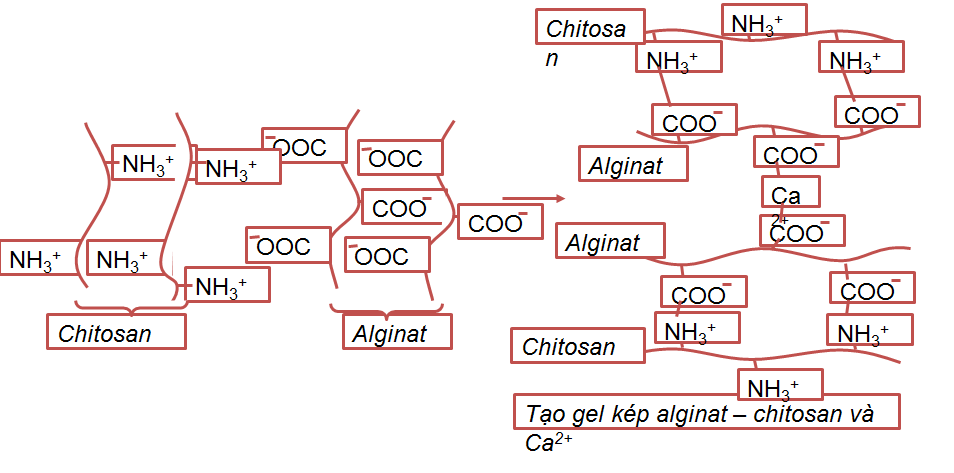 NH₃⁺
NH₃⁺
NH₃⁺
NH₃⁺
NH₃⁺
Chitosan
⁻OOC
⁻OOC
COO⁻
COO⁻
⁻OOC
⁻OOC
Alginat
Chitosa
n
NH₃⁺
NH₃⁺
NH₃⁺
COO⁻
COO⁻
Alginat
COO⁻
Ca
2+
COO⁻
Alginat
COO⁻
COO⁻
NH₃⁺
NH₃⁺
Chitosan
NH₃⁺
Tạo gel kép alginat – chitosan và
Ca²⁺